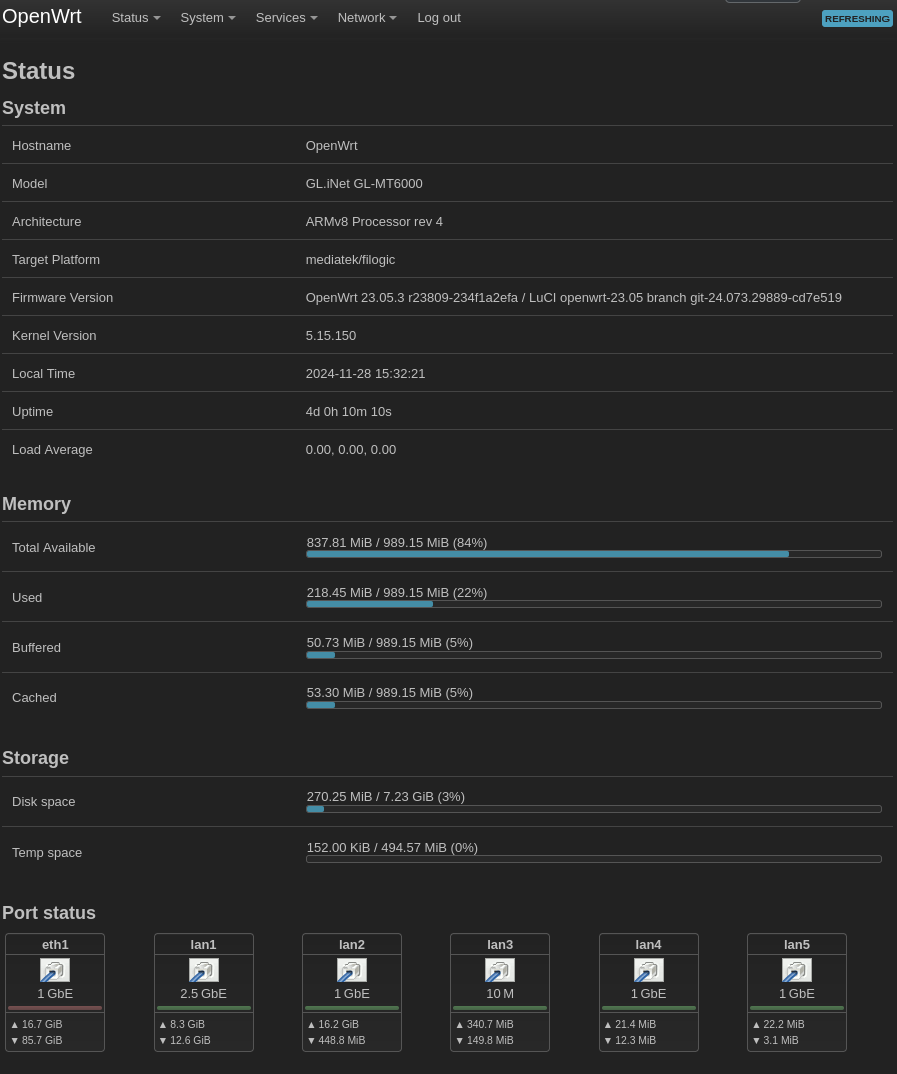 OpenWrt Status System Services Network Log out REFRESHING
Status
System
Hostname OpenWrt
Model GL.iNet GL-MT6000
Architecture ARMv8 Processor rev 4
Target Platform mediatek/filogic
Firmware Version OpenWrt 23.05.3 r23809-234f1a2efa / LuCI openwrt-23.05 branch git-24.073.29889-cd7e519
Kernel Version 5.15.150
Local Time 2024-11-28 15:32:21
Uptime 4d 0h 10m 10s
Load Average 0.00, 0.00, 0.00
Memory
Total Available 837.81 MiB / 989.15 MiB (84%)
Used 218.45 MiB / 989.15 MiB (22%)
Buffered 50.73 MiB / 989.15 MiB (5%)
Cached 53.30 MiB / 989.15 MiB (5%)
Storage
Disk space 270.25 MiB / 7.23 GiB (3%)
Temp space 152.00 KiB / 494.57 MiB (0%)
Port status
eth1 lan1 lan2 lan3 lan4 lan5
1 GbE 2.5 GbE 1 GbE 10 M 1 GbE 1 GbE
▲ 16.7 GiB ▲ 8.3 GiB ▲ 16.2 GiB ▲ 340.7 MiB ▲ 21.4 MiB ▲ 22.2 MiB
▼ 85.7 GiB ▼ 12.6 GiB ▼ 448.8 MiB ▼ 149.8 MiB ▼ 12.3 MiB ▼ 3.1 MiB